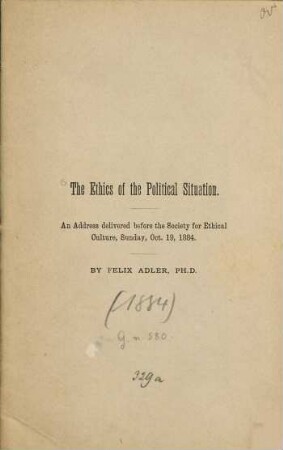 The Ethics of the Political Situation.
An Address delivered before the Society for Ethical
Culture, Sunday, Oct. 19, 1884.
BY FELIX ADLER, PH.D.
(1884)
G. n 580.
329a